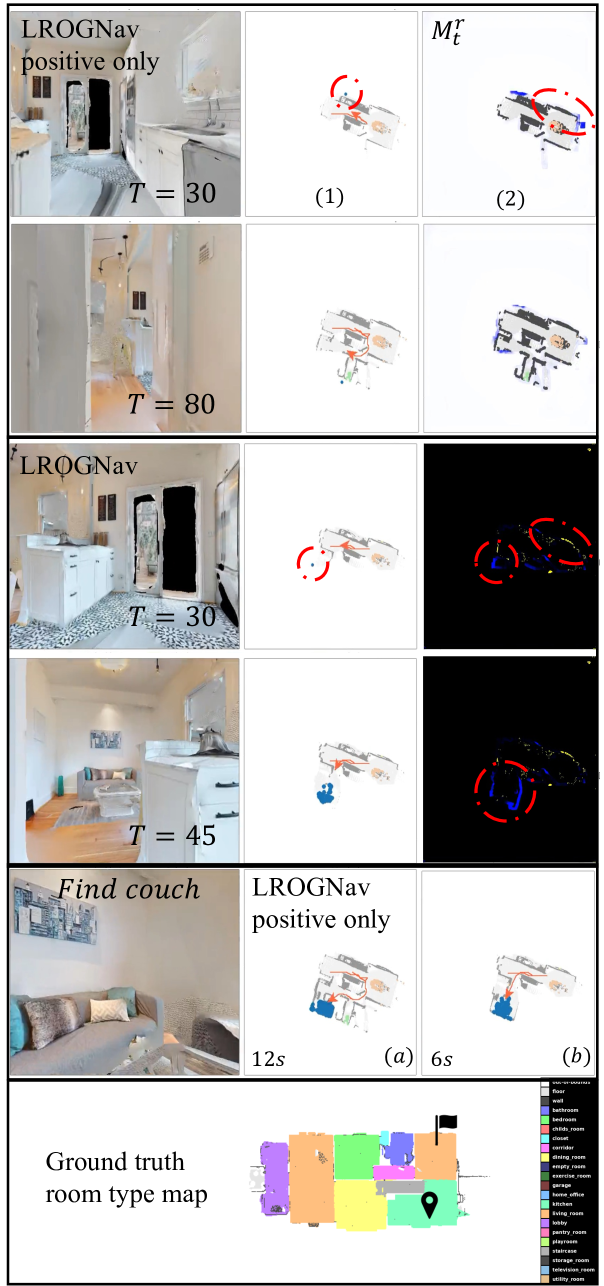 LROGNav
positive only
T = 30
(1)
M_t^r
(2)
T = 80
LROGNav
T = 30
T = 45
Find couch
LROGNav
positive only
12s
(a)
6s
(b)
Ground truth
room type map
out-of-bounds
floor
wall
bathroom
bedroom
childs_room
closet
corridor
dining_room
empty_room
exercise_room
garage
home_office
kitchen
living_room
lobby
pantry_room
playroom
staircase
storage_room
television_room
utility_room